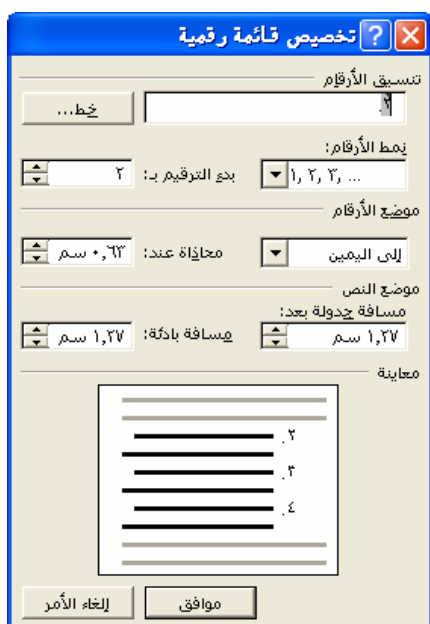 تخصيص قائمة رقمية
تنسيق الأرقام
.٢ خط...
نمط الأرقام:
١, ٢, ٣, ... بدء الترقيم بـ: ٢
موضع الأرقام
إلى اليمين محاذاة عند: ٠,٦٣ سم
موضع النص
مسافة جدولة بعد:
١,٢٧ سم مسافة بادئة: ١,٢٧ سم
معاينة
.٢
.٣
.٤
موافق إلغاء الأمر